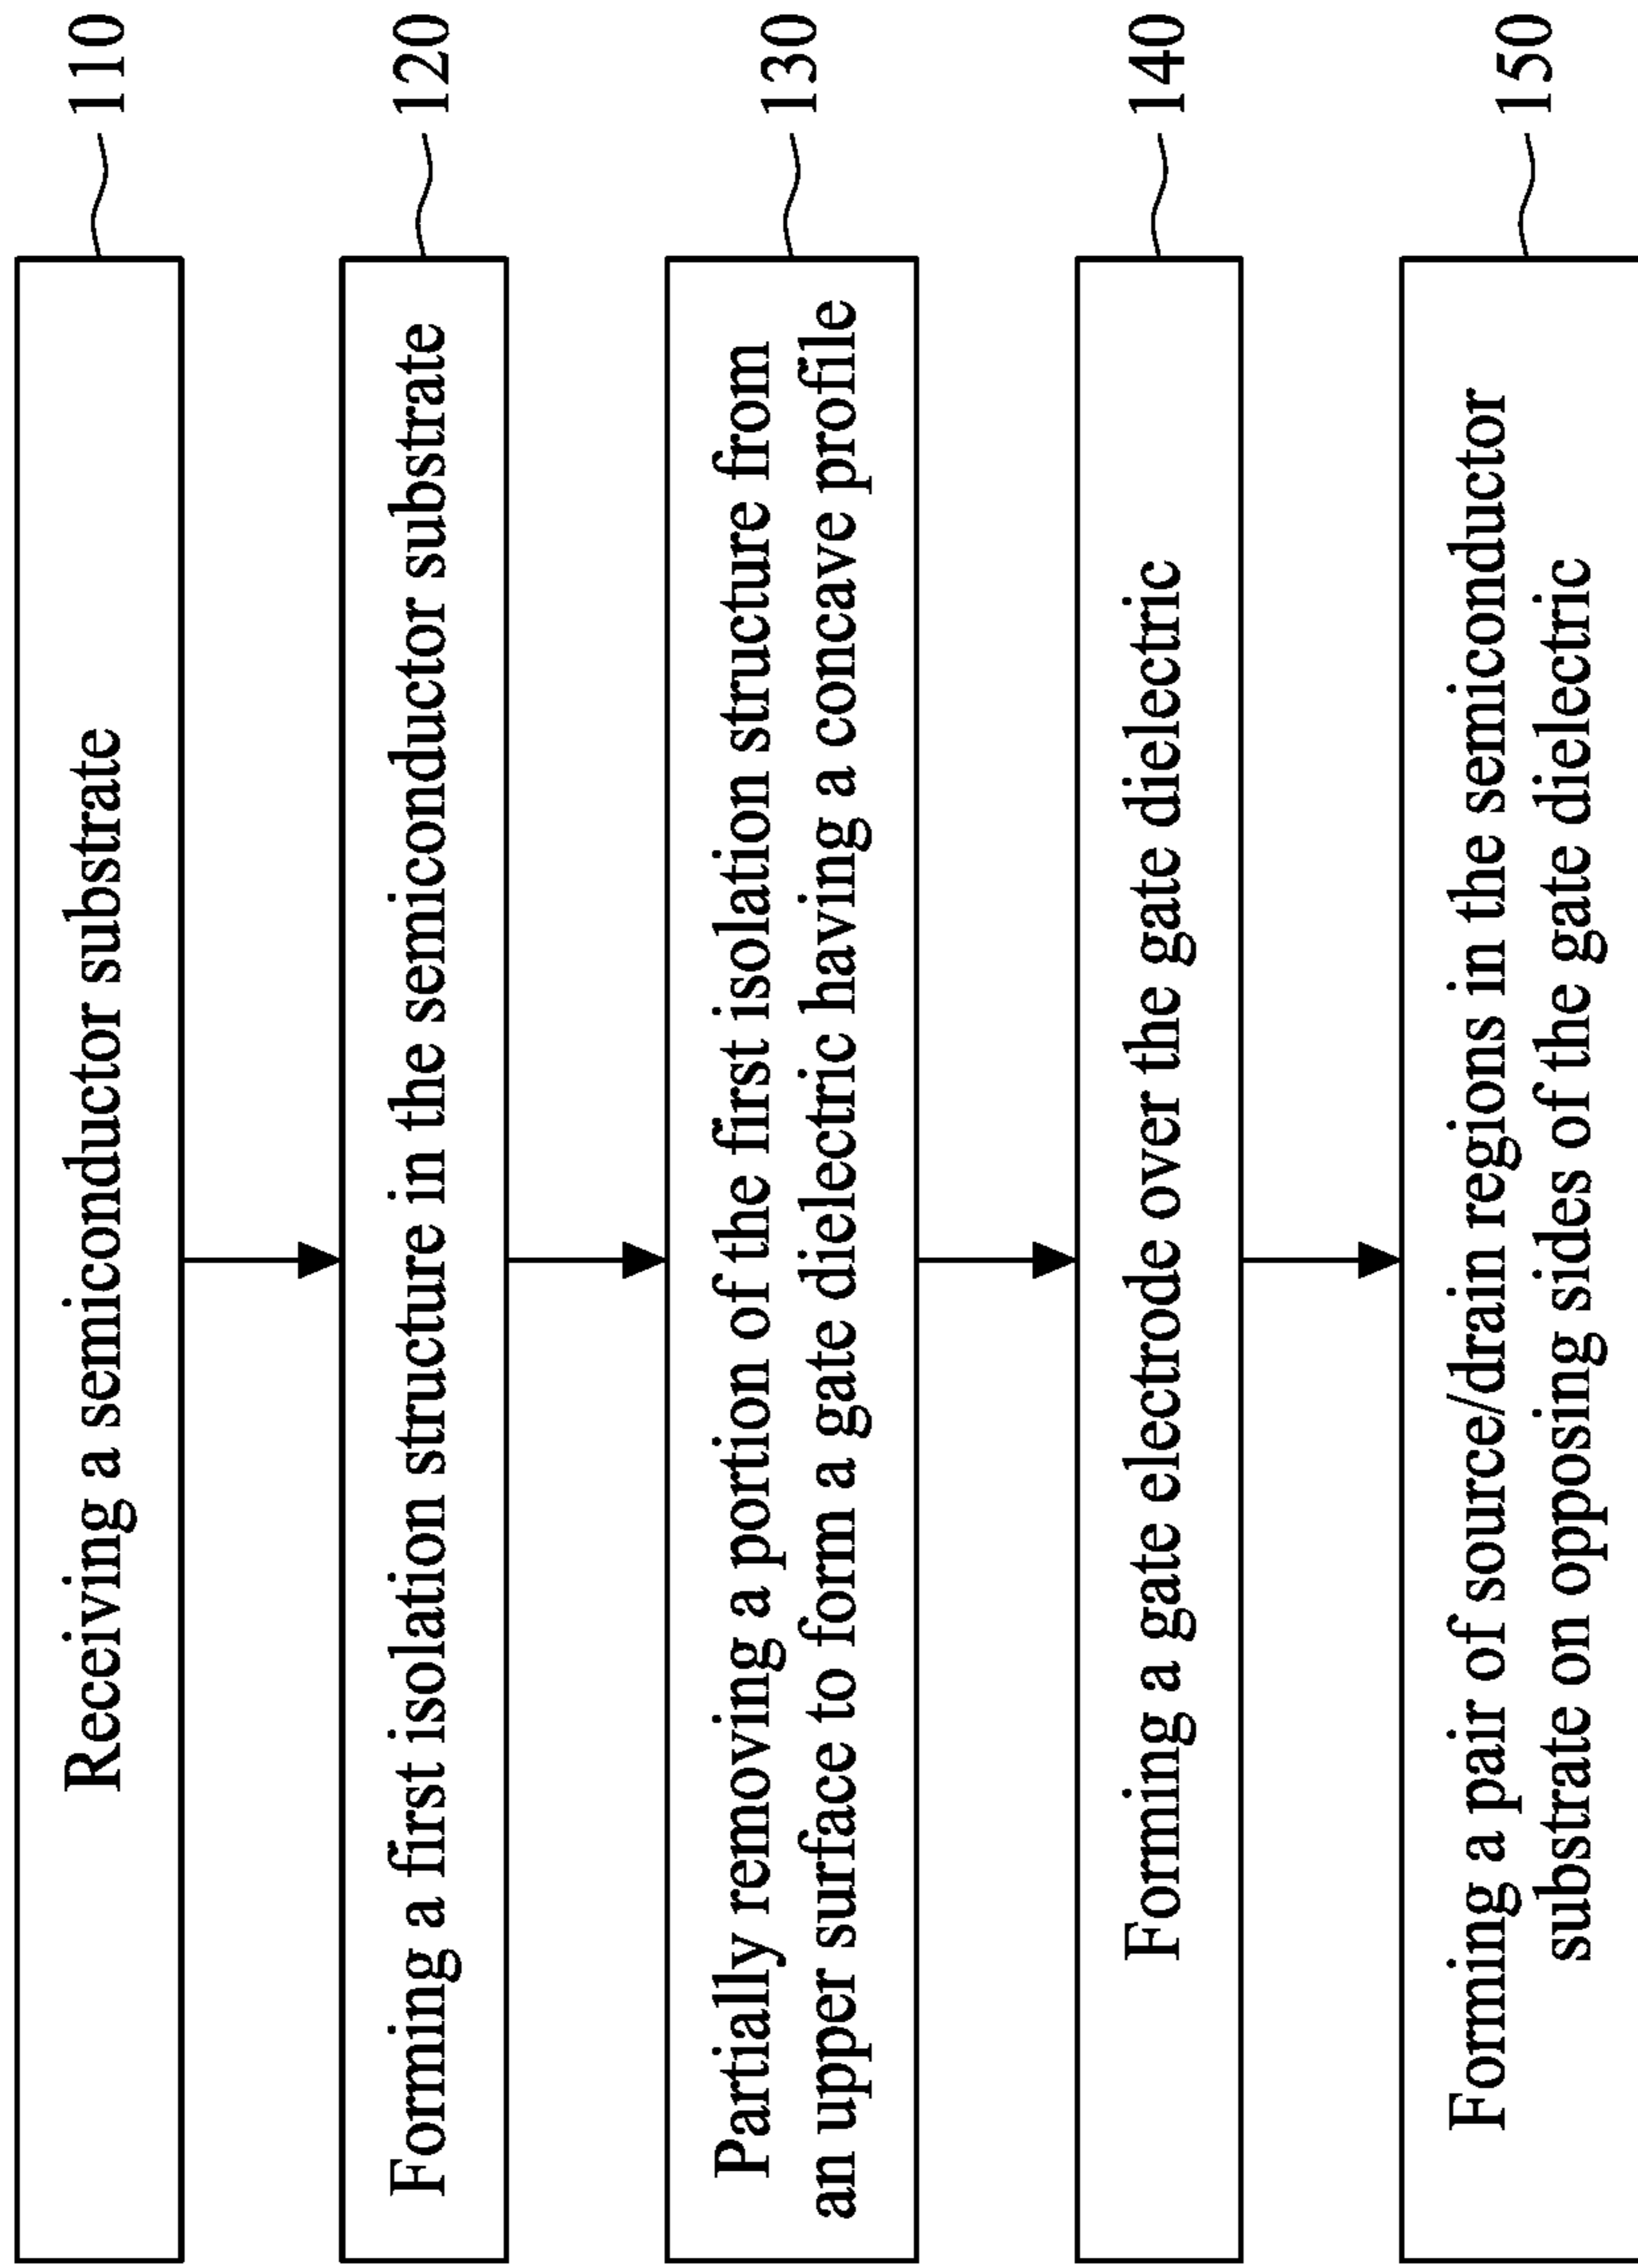 Receiving a semiconductor substrate
110
Forming a first isolation structure in the semiconductor substrate
120
Partially removing a portion of the first isolation structure from
an upper surface to form a gate dielectric having a concave profile
130
Forming a gate electrode over the gate dielectric
140
Forming a pair of source/drain regions in the semiconductor
substrate on opposing sides of the gate dielectric
150